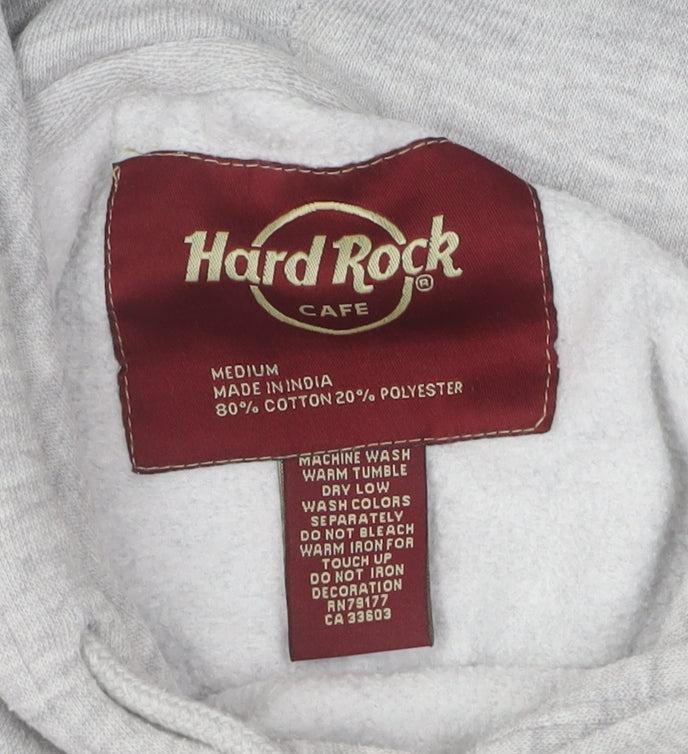 Hard Rock®
CAFE
MEDIUM
MADE IN INDIA
80% COTTON 20% POLYESTER
MACHINE WASH
WARM TUMBLE
DRY LOW
WASH COLORS
SEPARATELY
DO NOT BLEACH
WARM IRON FOR
TOUCH UP
DO NOT IRON
DECORATION
RN79177
CA 33603